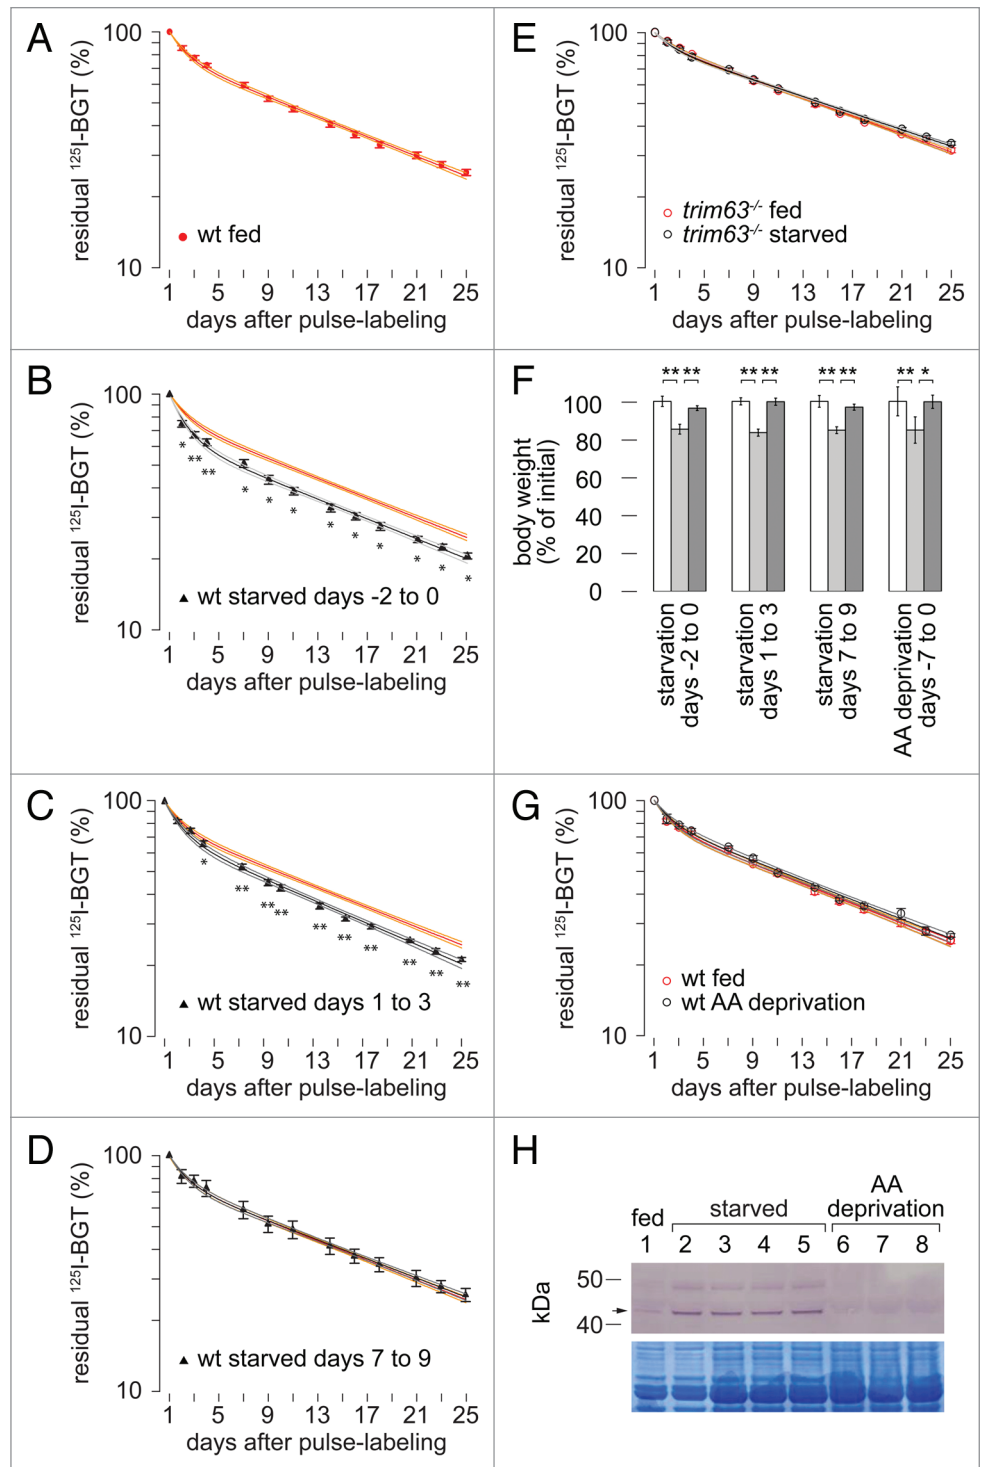 A
residual ¹²⁵I-BGT (%)
100
10
wt fed
1 5 9 13 17 21 25
days after pulse-labeling
B
residual ¹²⁵I-BGT (%)
100
10
* ** ** * * * * * * * * *
wt starved days -2 to 0
1 5 9 13 17 21 25
days after pulse-labeling
C
residual ¹²⁵I-BGT (%)
100
10
* ** ** ** ** ** ** ** ** **
wt starved days 1 to 3
1 5 9 13 17 21 25
days after pulse-labeling
D
residual ¹²⁵I-BGT (%)
100
10
wt starved days 7 to 9
1 5 9 13 17 21 25
days after pulse-labeling
E
residual ¹²⁵I-BGT (%)
100
10
trim63-/- fed
trim63-/- starved
1 5 9 13 17 21 25
days after pulse-labeling
F
body weight
(% of initial)
100
80
60
40
20
0
** ** ** ** ** ** ** *
starvation
days -2 to 0
starvation
days 1 to 3
starvation
days 7 to 9
AA deprivation
days -7 to 0
G
residual ¹²⁵I-BGT (%)
100
10
wt fed
wt AA deprivation
1 5 9 13 17 21 25
days after pulse-labeling
H
fed
starved
AA
deprivation
1 2 3 4 5 6 7 8
kDa
50
40